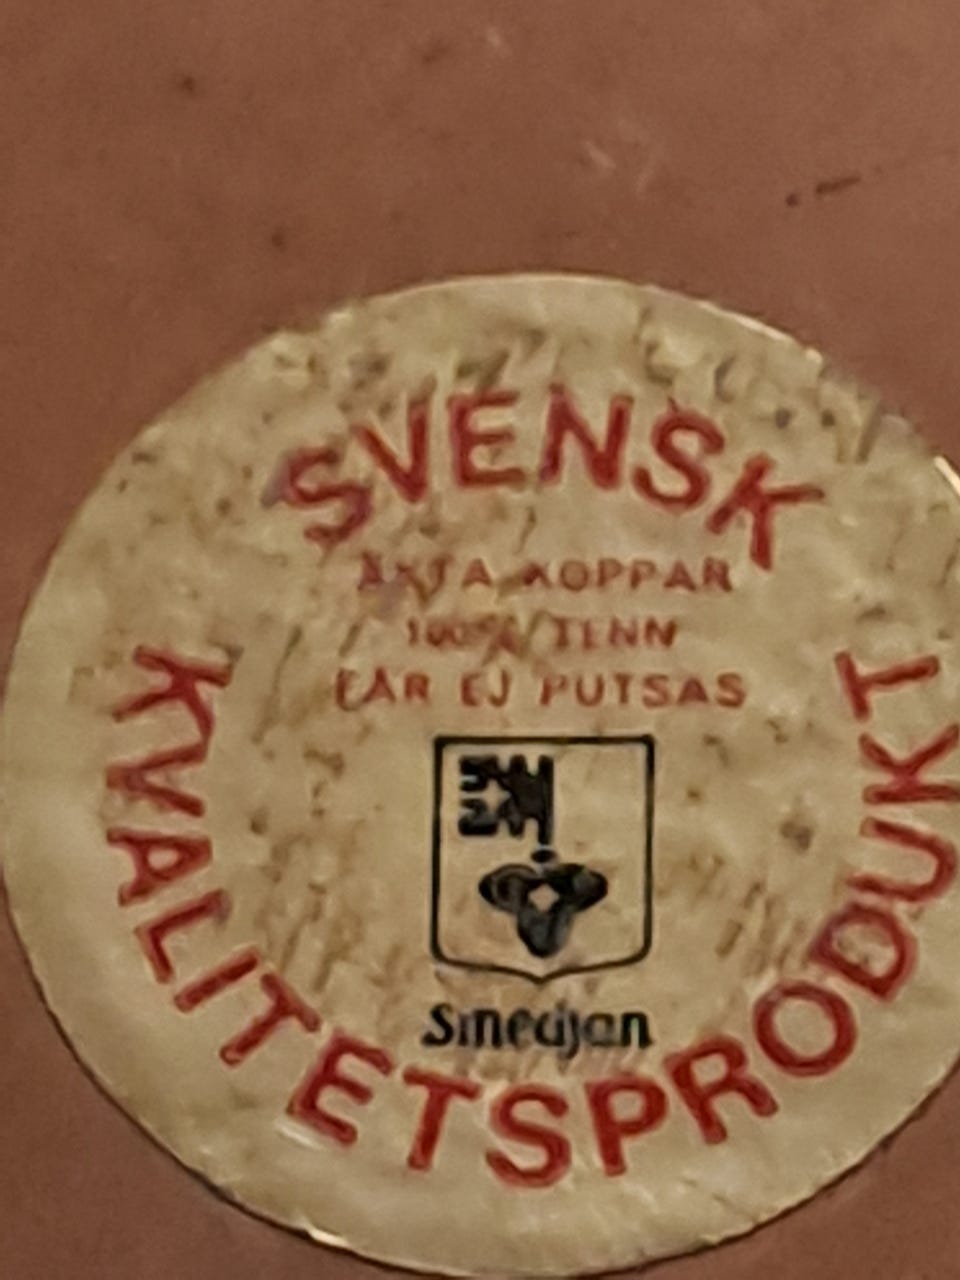 SVENSK
ÄKTA KOPPAR
100% TENN
FÅR EJ PUTSAS
Smedjan
KVALITETSPRODUKT